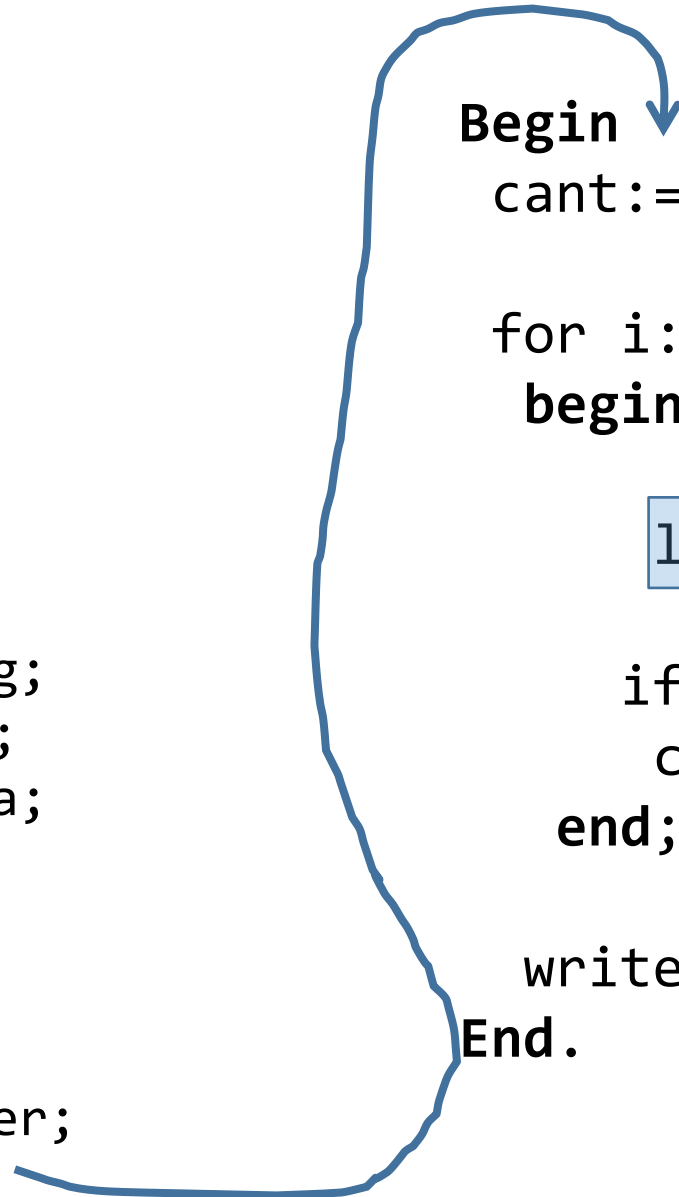 g;
;
a;
er;
Begin
cant:=
for i:
begin
l
if
c
end;
write
End.